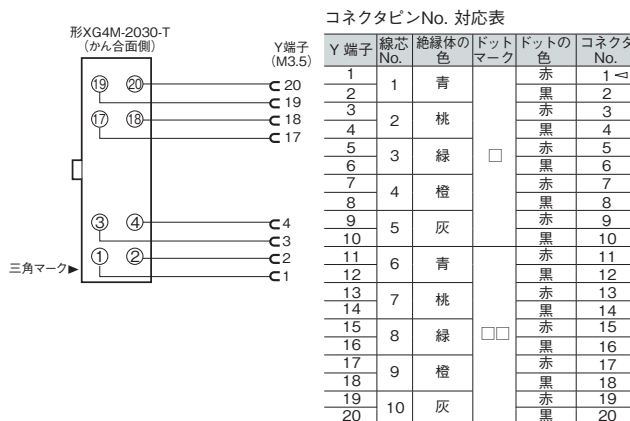 コネクタピンNo. 対応表
形XG4M-2030-T
(かん合面側)
Y端子
(M3.5)
⑲ ⑳
20
19
⑰ ⑱
18
17
③ ④
4
3
① ②
2
1
三角マーク▶
Y 端子 線芯No. 絶縁体の色 ドットマーク ドットの色 コネクタNo.
1 1 青 □ 赤 1
2 黒 2
3 2 桃 赤 3
4 黒 4
5 3 緑 赤 5
6 黒 6
7 4 橙 赤 7
8 黒 8
9 5 灰 赤 9
10 黒 10
11 6 青 □□ 赤 11
12 黒 12
13 7 桃 赤 13
14 黒 14
15 8 緑 赤 15
16 黒 16
17 9 橙 赤 17
18 黒 18
19 10 灰 赤 19
20 黒 20